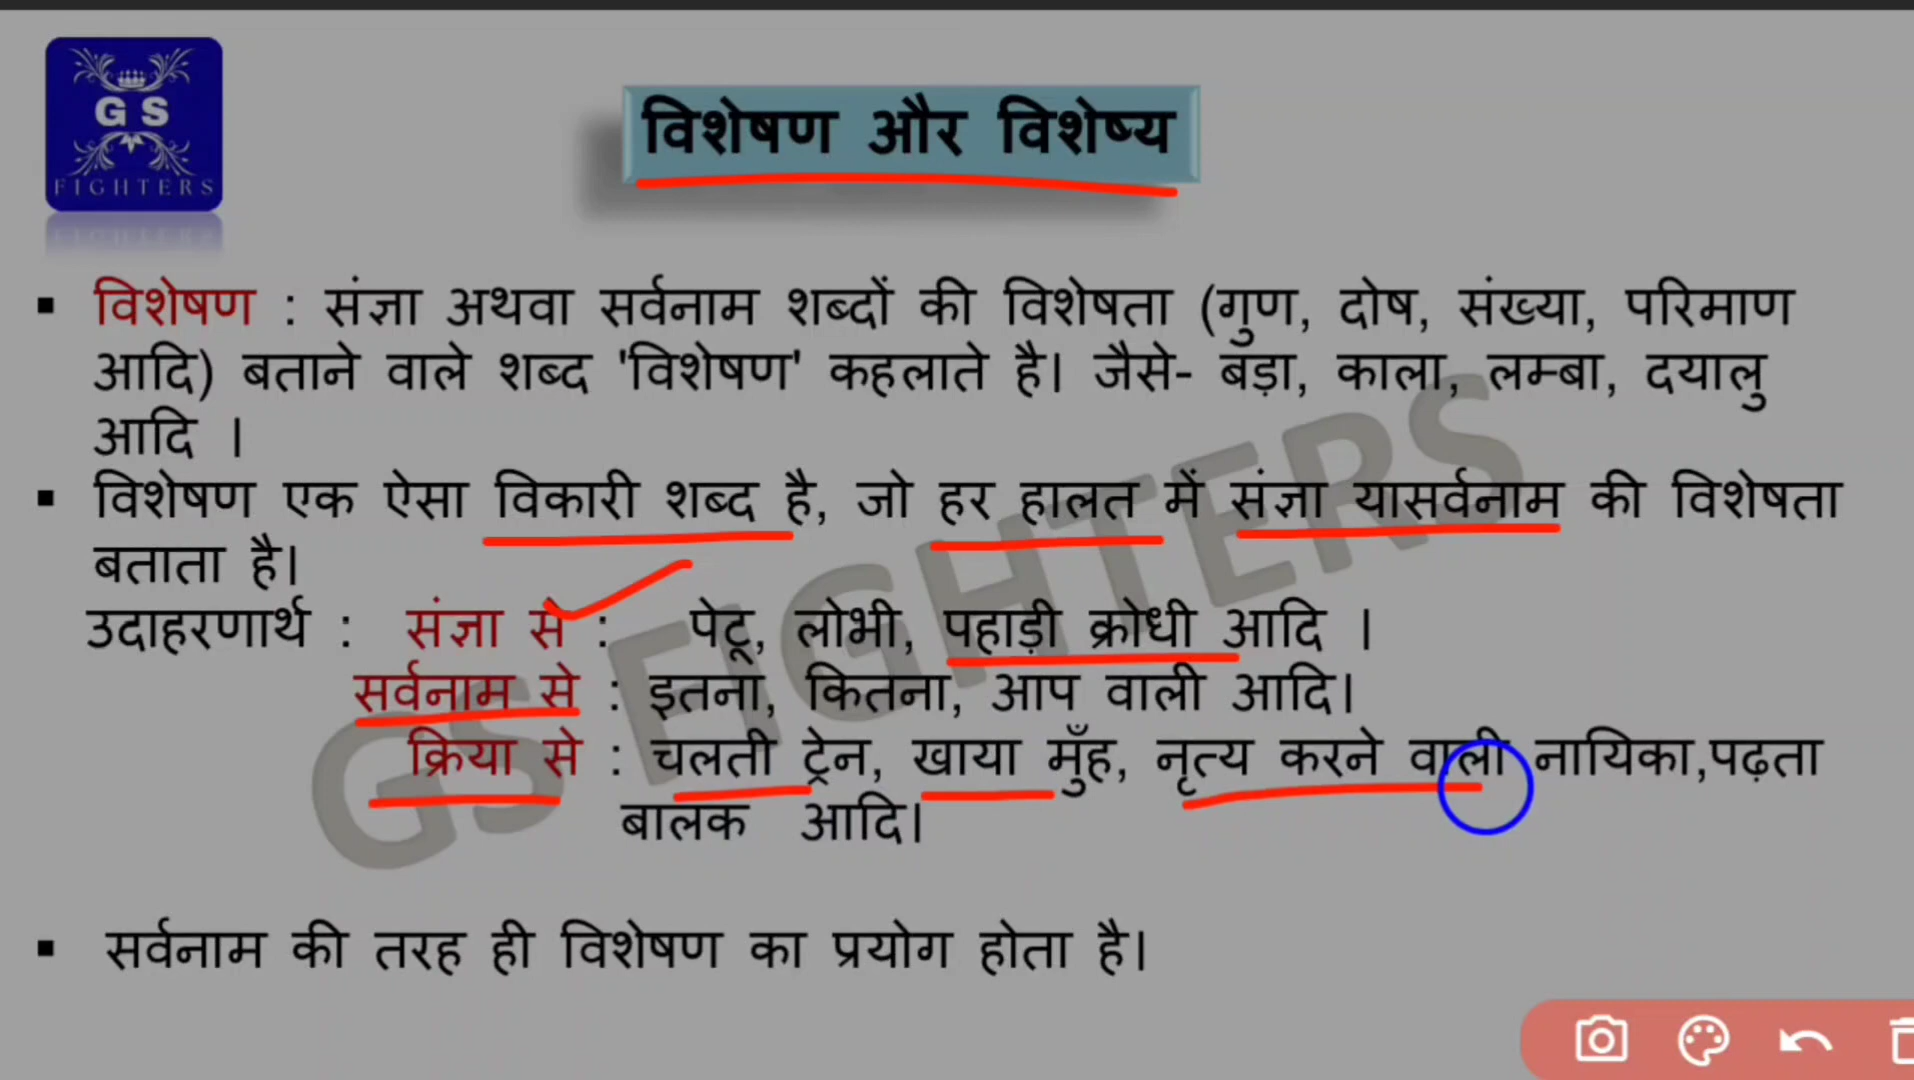 G S
FIGHTERS
विशेषण और विशेष्य
विशेषण : संज्ञा अथवा सर्वनाम शब्दों की विशेषता (गुण, दोष, संख्या, परिमाण
आदि) बताने वाले शब्द 'विशेषण' कहलाते है। जैसे- बड़ा, काला, लम्बा, दयालु
आदि ।
विशेषण एक ऐसा विकारी शब्द है, जो हर हालत में संज्ञा यासर्वनाम की विशेषता
बताता है।
उदाहरणार्थ : संज्ञा से : पेटू, लोभी, पहाड़ी क्रोधी आदि ।
सर्वनाम से : इतना, कितना, आप वाली आदि।
क्रिया से : चलती ट्रेन, खाया मुँह, नृत्य करने वाली नायिका,पढ़ता
बालक आदि।
सर्वनाम की तरह ही विशेषण का प्रयोग होता है।
GS FIGHTERS